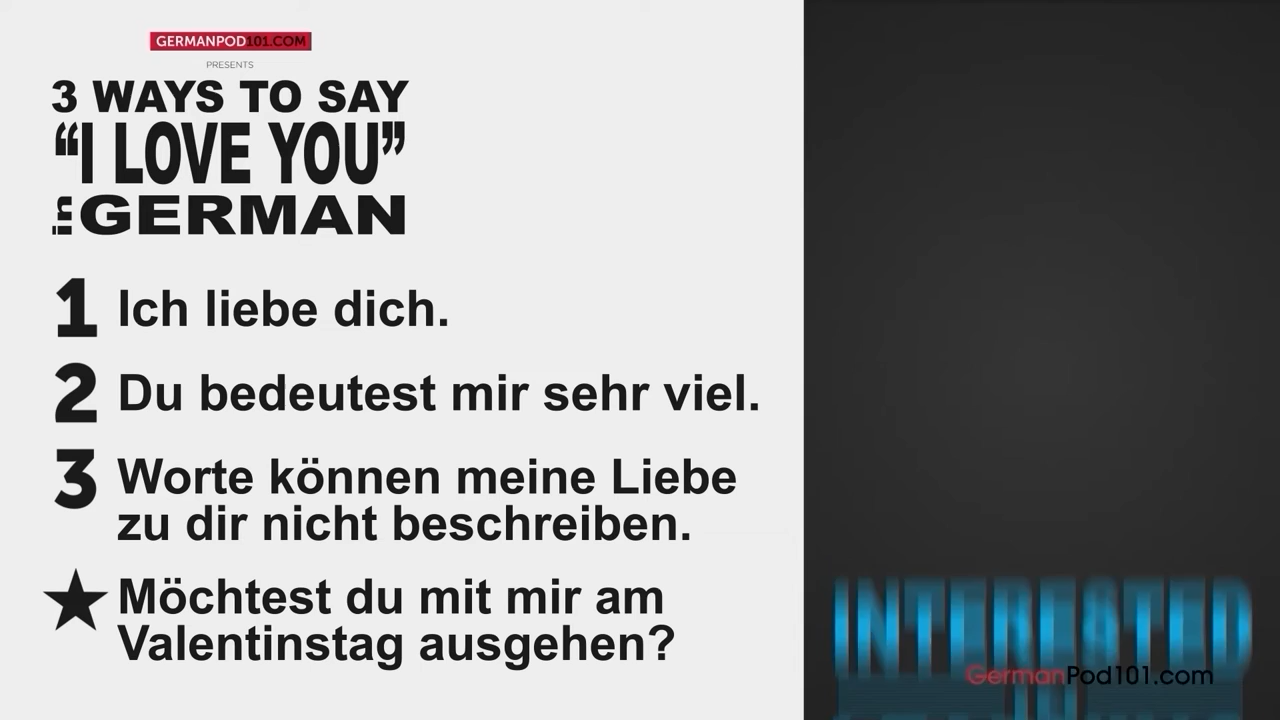 GERMANPOD101.COM
PRESENTS
3 WAYS TO SAY
“I LOVE YOU”
in GERMAN
1 Ich liebe dich.
2 Du bedeutest mir sehr viel.
3 Worte können meine Liebe
zu dir nicht beschreiben.
★ Möchtest du mit mir am
Valentinstag ausgehen?
INTERESTED
GermanPod101.com
IN